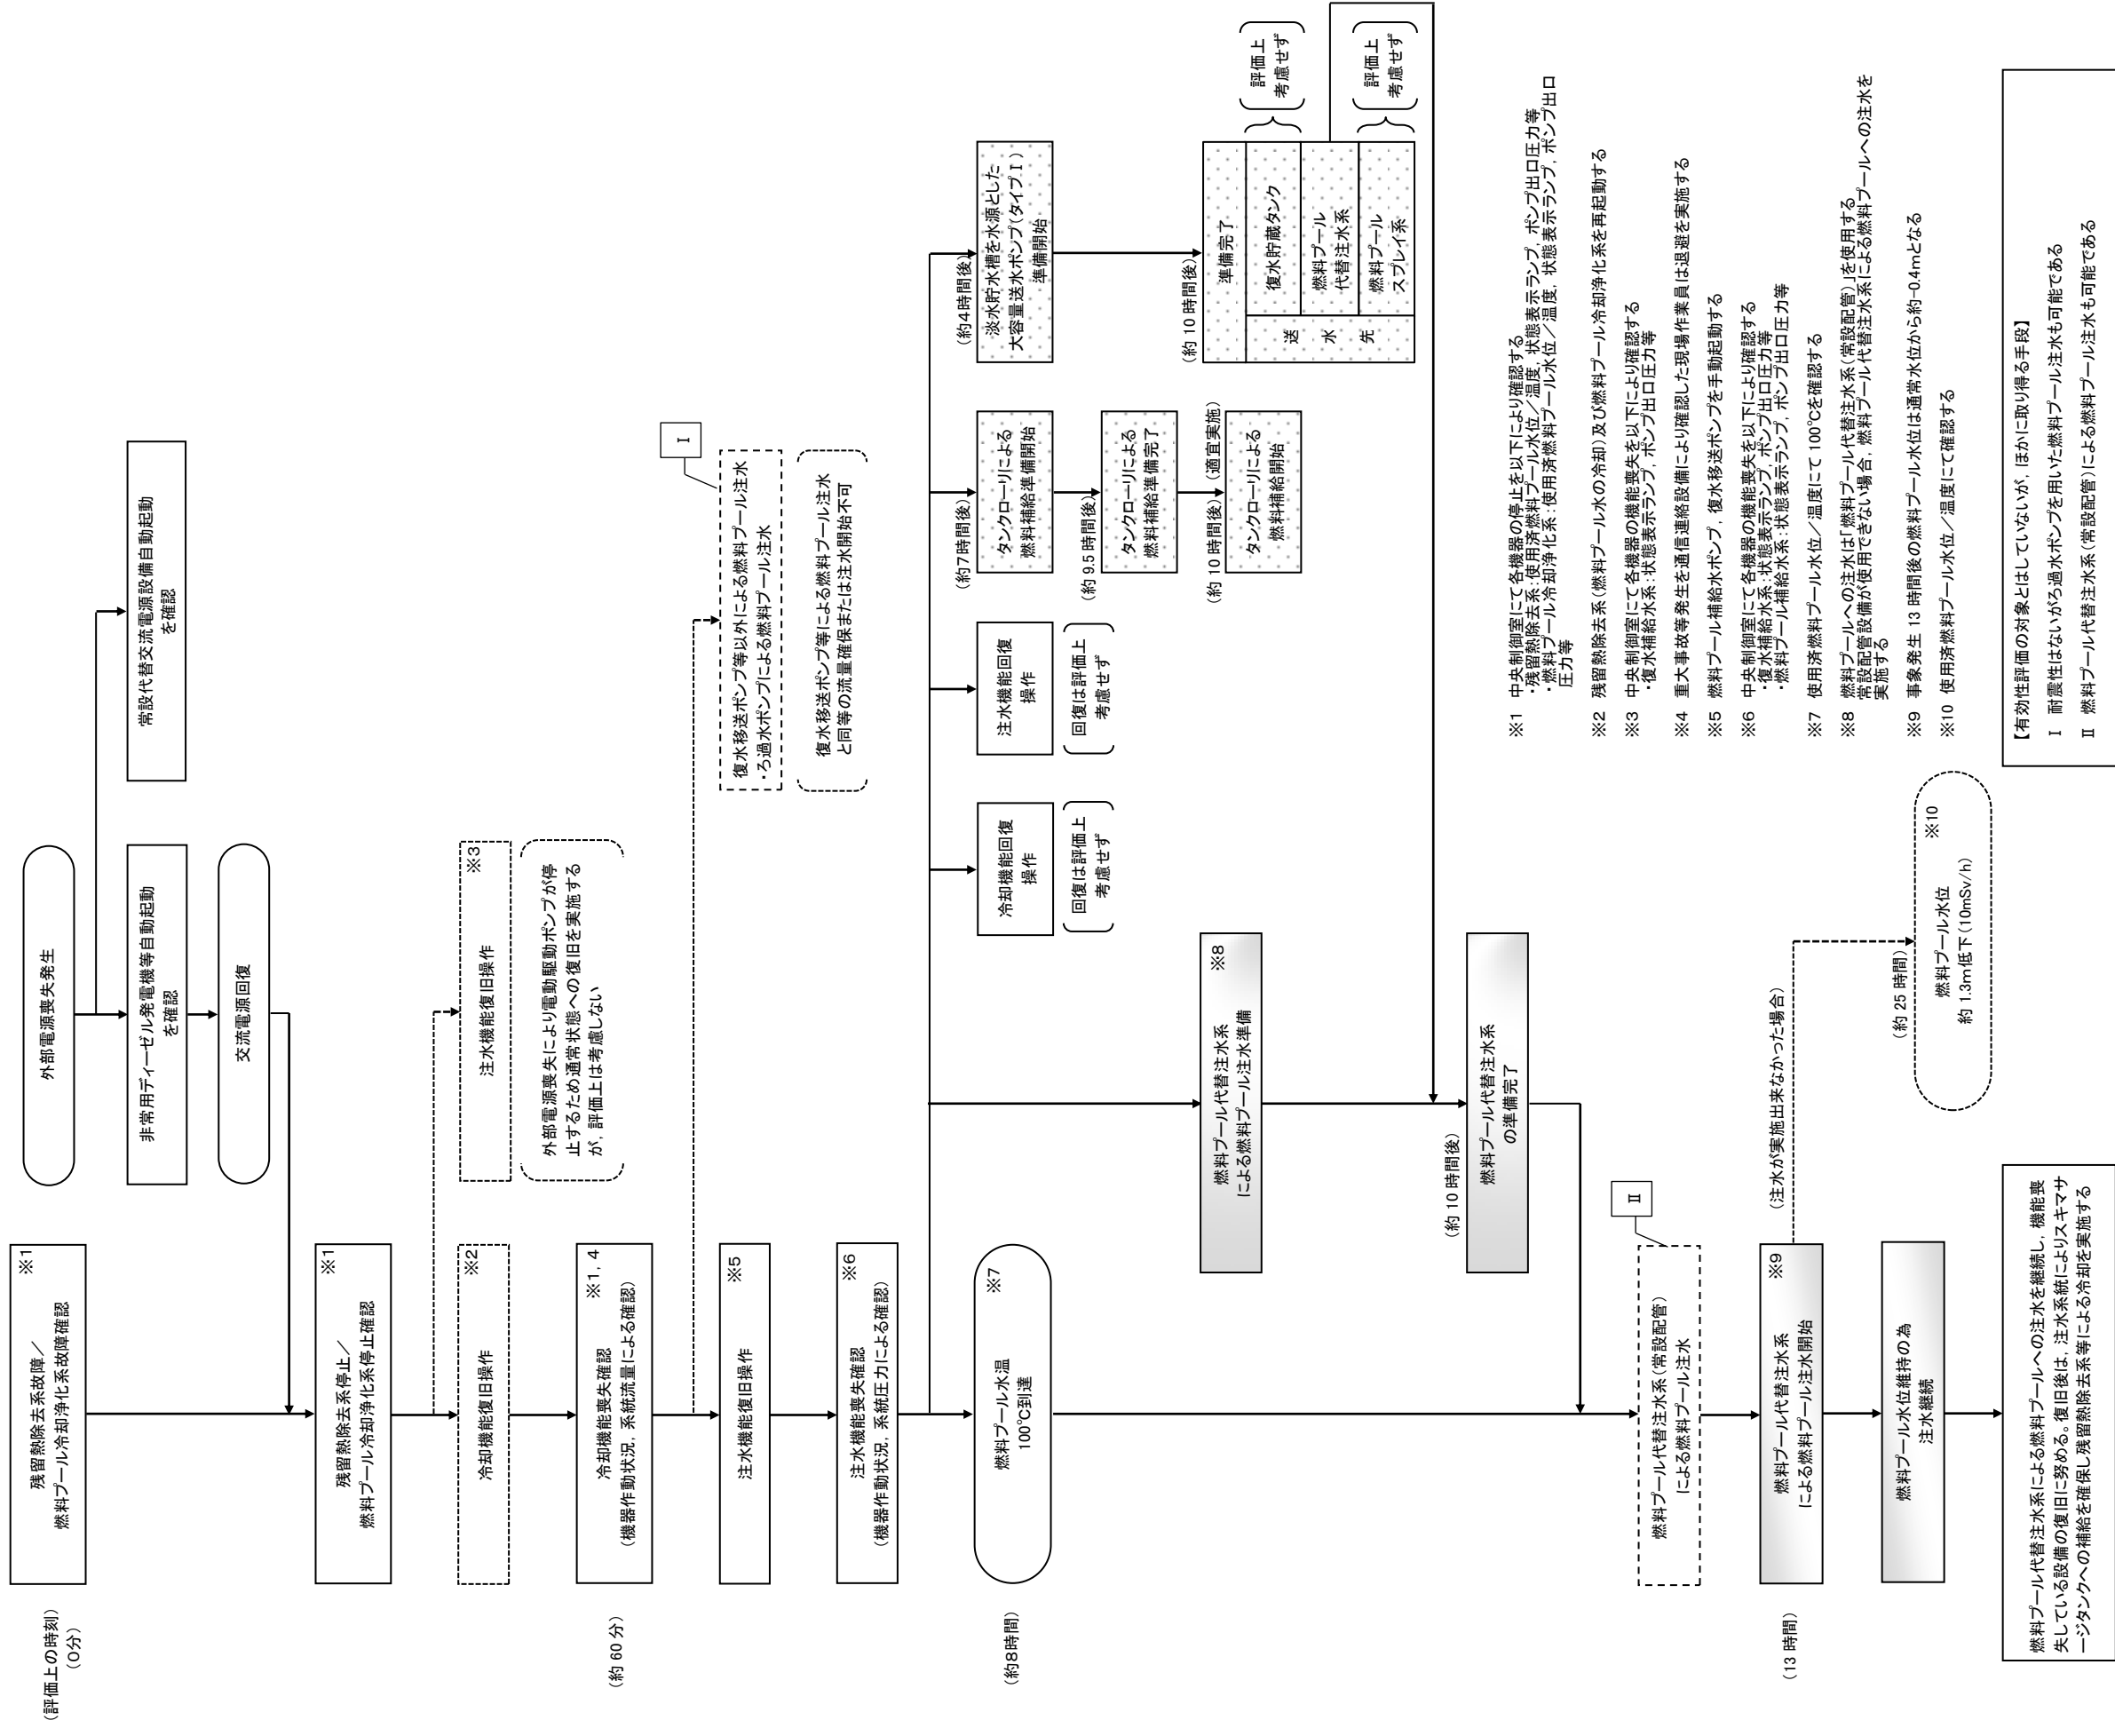 (評価上の時刻)
(0分)
残留熱除去系故障／
燃料プール冷却浄化系故障確認
※1
外部電源喪失発生
非常用ディーゼル発電機等自動起動
を確認
常設代替交流電源設備自動起動
を確認
交流電源回復
残留熱除去系停止／
燃料プール冷却浄化系停止確認
※1
冷却機能復旧操作
※2
注水機能復旧操作
※3
外部電源喪失により電動駆動ポンプが停
止するため通常状態への復旧を実施する
が，評価上は考慮しない
(約 60 分)
冷却機能喪失確認
(機器作動状況，系統流量による確認)
※1，4
Ⅰ
復水移送ポンプ等以外による燃料プール注水
・ろ過水ポンプによる燃料プール注水
復水移送ポンプ等による燃料プール注水
と同等の流量確保または注水開始不可
注水機能復旧操作
※5
注水機能喪失確認
(機器作動状況，系統圧力による確認)
※6
(約8時間)
燃料プール水温
100℃到達
※7
冷却機能回復
操作
回復は評価上
考慮せず
注水機能回復
操作
回復は評価上
考慮せず
(約7時間後)
タンクローリによる
燃料補給準備開始
(約 9.5 時間後)
タンクローリによる
燃料補給準備完了
(約 10 時間後) (適宜実施)
タンクローリによる
燃料補給開始
(約4時間後)
淡水貯水槽を水源とした
大容量送水ポンプ(タイプⅠ)
準備開始
(約 10 時間後)
準備完了
送水先
復水貯蔵タンク
燃料プール
代替注水系
燃料プール
スプレイ系
評価上
考慮せず
評価上
考慮せず
燃料プール代替注水系
による燃料プール注水準備
※8
(約 10 時間後)
燃料プール代替注水系
の準備完了
Ⅱ
燃料プール代替注水系(常設配管)
による燃料プール注水
(13 時間)
燃料プール代替注水系
による燃料プール注水開始
※9
(注水が実施出来なかった場合)
(約 25 時間)
燃料プール水位
約 1.3m低下(10mSv/h)
※10
燃料プール水位維持の為
注水継続
燃料プール代替注水系による燃料プールへの注水を継続し，機能喪
失している設備の復旧に努める。復旧後は，注水系統によりスキマサ
ージタンクへの補給を確保し残留熱除去系等による冷却を実施する
※1 中央制御室にて各機器の停止を以下により確認する
・残留熱除去系：使用済燃料プール水位／温度，状態表示ランプ，ポンプ出口圧力等
・燃料プール冷却浄化系：使用済燃料プール水位／温度，状態表示ランプ，ポンプ出口
圧力等
※2 残留熱除去系(燃料プール水の冷却)及び燃料プール冷却浄化系を再起動する
※3 中央制御室にて各機器の機能喪失を以下により確認する
・復水補給水系：状態表示ランプ，ポンプ出口圧力等
※4 重大事故等発生を通信連絡設備により確認した現場作業員は退避を実施する
※5 燃料プール補給水ポンプ，復水移送ポンプを手動起動する
※6 中央制御室にて各機器の機能喪失を以下により確認する
・復水補給水系：状態表示ランプ，ポンプ出口圧力等
・燃料プール補給水系：状態表示ランプ，ポンプ出口圧力等
※7 使用済燃料プール水位／温度にて 100℃を確認する
※8 燃料プールへの注水は「燃料プール代替注水系(常設配管)」を使用する
常設配管設備が使用できない場合，燃料プール代替注水系による燃料プールへの注水を
実施する
※9 事象発生 13 時間後の燃料プール水位は通常水位から約-0.4mとなる
※10 使用済燃料プール水位／温度にて確認する
【有効性評価の対象とはしていないが，ほかに取り得る手段】
Ⅰ 耐震性はないがろ過水ポンプを用いた燃料プール注水も可能である
Ⅱ 燃料プール代替注水系(常設配管)による燃料プール注水も可能である